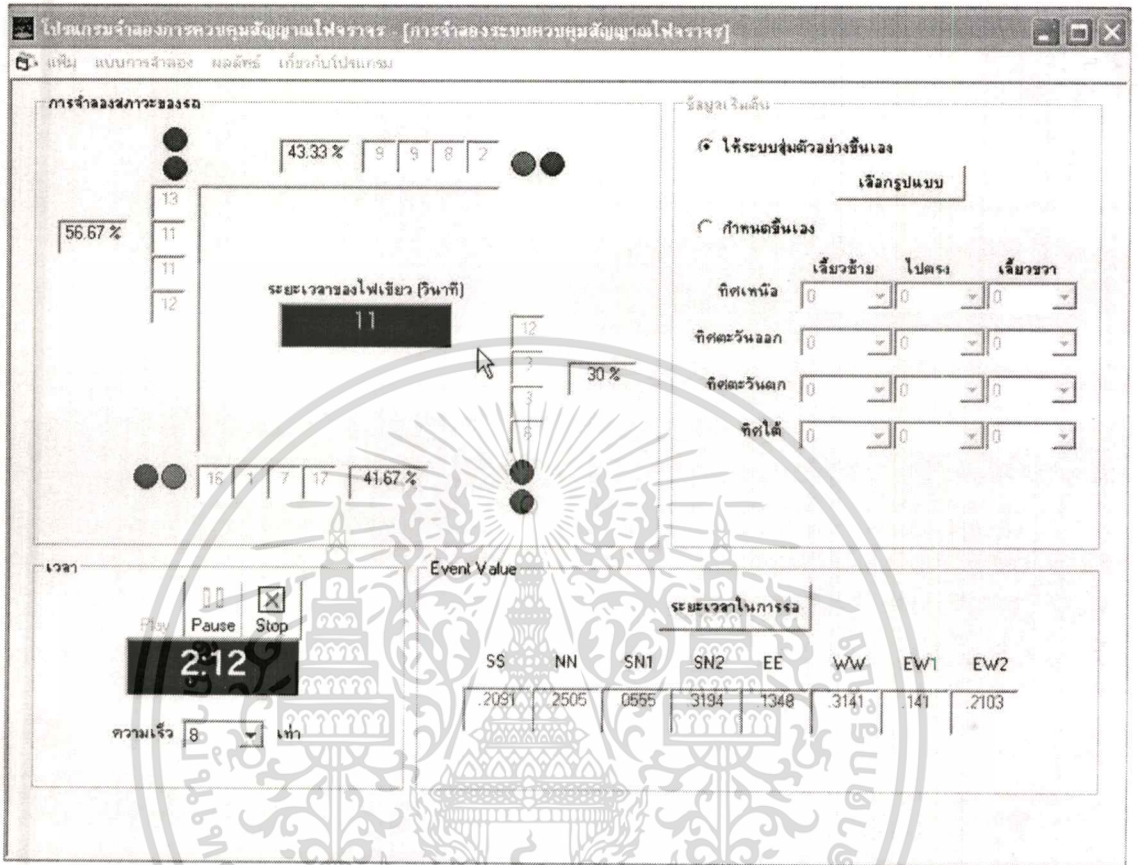 โปรแกรมจำลองการควบคุมสัญญาณไฟจราจร - [การจำลองระบบควบคุมสัญญาณไฟจราจร]
แฟ้ม แบบการจำลอง ผลลัพธ์ เกี่ยวกับโปรแกรม
การจำลองสภาวะของรถ
43.33 % 9 9 8 2
13
56.67 % 11
11
12
ระยะเวลาของไฟเขียว (วินาที)
11
12
3 30 %
3
6
16 1 7 17 41.67 %
ข้อมูลเริ่มต้น
ให้ระบบสุ่มตัวอย่างขึ้นเอง
เลือกรูปแบบ
กำหนดขึ้นเอง
เลี้ยวซ้าย ไปตรง เลี้ยวขวา
ทิศเหนือ 0 0 0
ทิศตะวันออก 0 0 0
ทิศตะวันตก 0 0 0
ทิศใต้ 0 0 0
เวลา
Play Pause Stop
2:12
ความเร็ว 8 เท่า
Event Value
ระยะเวลาในการรอ
SS NN SN1 SN2 EE WW EW1 EW2
.2091 .2505 .0555 .3194 .1348 .3141 .141 .2103